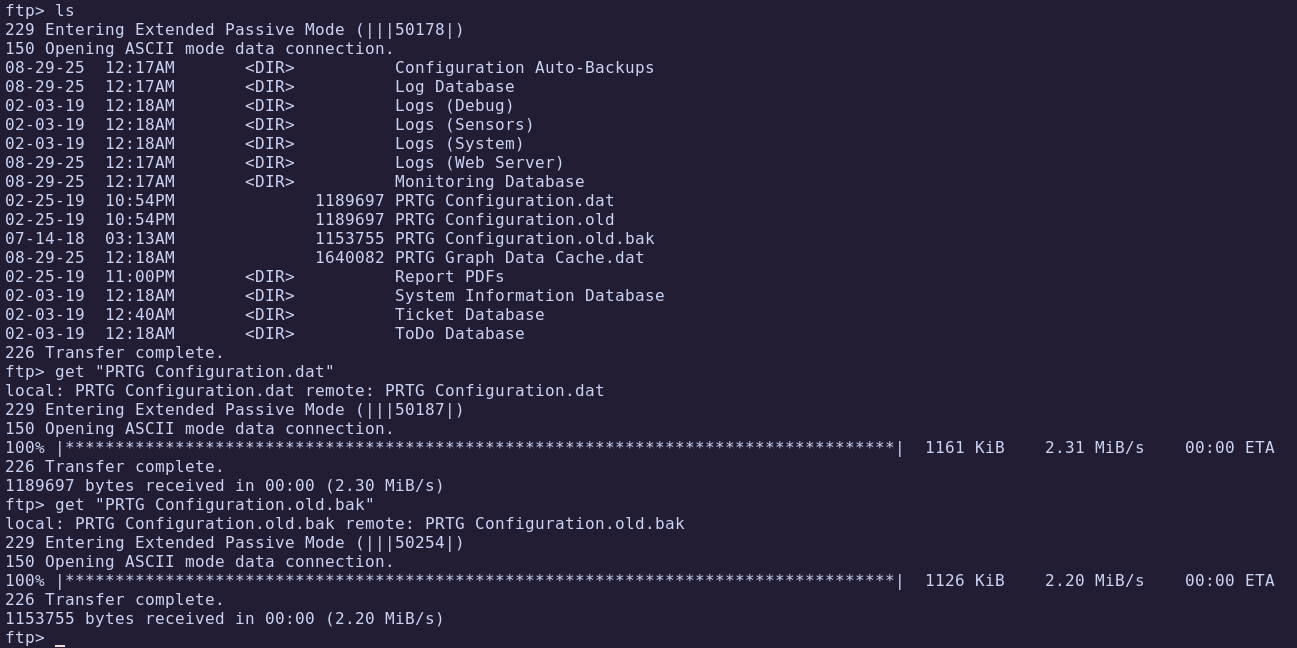 ftp> ls
229 Entering Extended Passive Mode (|||50178|)
150 Opening ASCII mode data connection.
08-29-25  12:17AM       <DIR>          Configuration Auto-Backups
08-29-25  12:17AM       <DIR>          Log Database
02-03-19  12:18AM       <DIR>          Logs (Debug)
02-03-19  12:18AM       <DIR>          Logs (Sensors)
02-03-19  12:18AM       <DIR>          Logs (System)
08-29-25  12:17AM       <DIR>          Logs (Web Server)
08-29-25  12:17AM       <DIR>          Monitoring Database
02-25-19  10:54PM              1189697 PRTG Configuration.dat
02-25-19  10:54PM              1189697 PRTG Configuration.old
07-14-18  03:13AM              1153755 PRTG Configuration.old.bak
08-29-25  12:18AM              1640082 PRTG Graph Data Cache.dat
02-25-19  11:00PM       <DIR>          Report PDFs
02-03-19  12:18AM       <DIR>          System Information Database
02-03-19  12:40AM       <DIR>          Ticket Database
02-03-19  12:18AM       <DIR>          ToDo Database
226 Transfer complete.
ftp> get "PRTG Configuration.dat"
local: PRTG Configuration.dat remote: PRTG Configuration.dat
229 Entering Extended Passive Mode (|||50187|)
150 Opening ASCII mode data connection.
100% |***********************************************************************************|  1161 KiB    2.31 MiB/s    00:00 ETA
226 Transfer complete.
1189697 bytes received in 00:00 (2.30 MiB/s)
ftp> get "PRTG Configuration.old.bak"
local: PRTG Configuration.old.bak remote: PRTG Configuration.old.bak
229 Entering Extended Passive Mode (|||50254|)
150 Opening ASCII mode data connection.
100% |***********************************************************************************|  1126 KiB    2.20 MiB/s    00:00 ETA
226 Transfer complete.
1153755 bytes received in 00:00 (2.20 MiB/s)
ftp> _